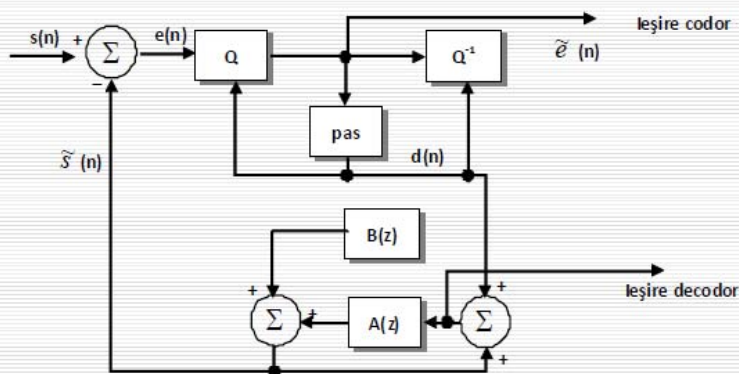 s(n) + Σ e(n) Q Q⁻¹ Ieşire codor
− ẽ (n)
pas
s̃ (n) d(n)
B(z)
+ + Ieşire decodor
Σ + A(z) Σ
+